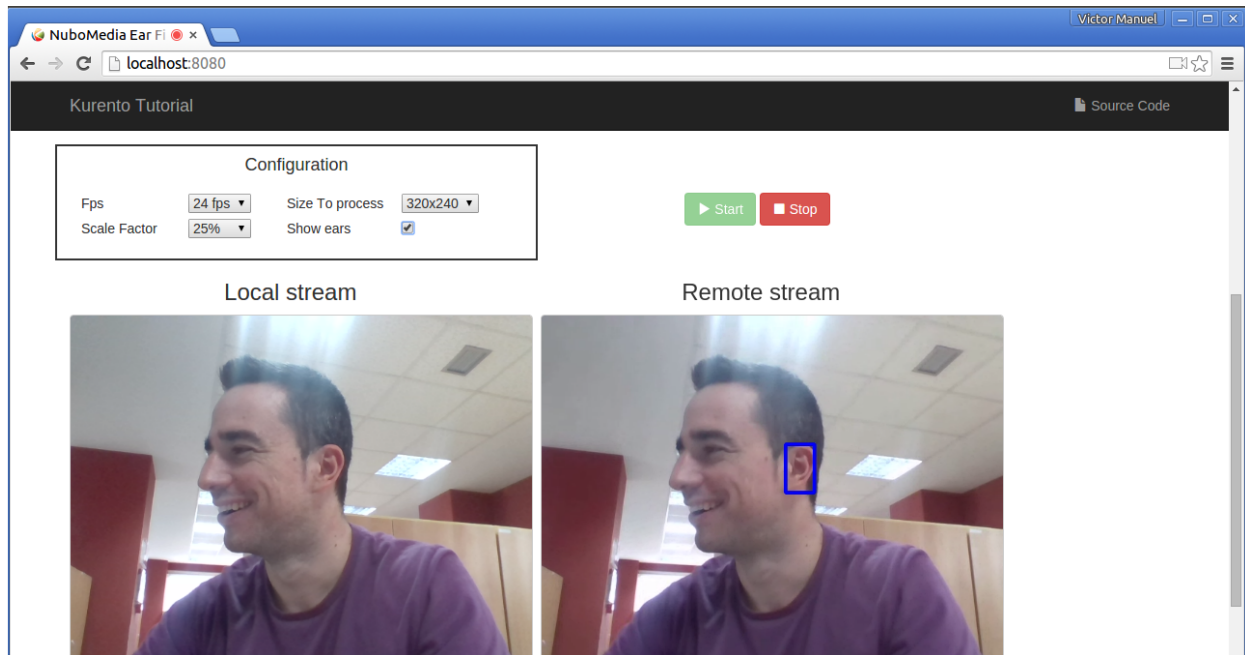 Victor Manuel
NuboMedia Ear Fi
localhost:8080
Kurento Tutorial
Source Code
Configuration
Fps 24 fps Size To process 320x240
Scale Factor 25% Show ears
Start Stop
Local stream Remote stream